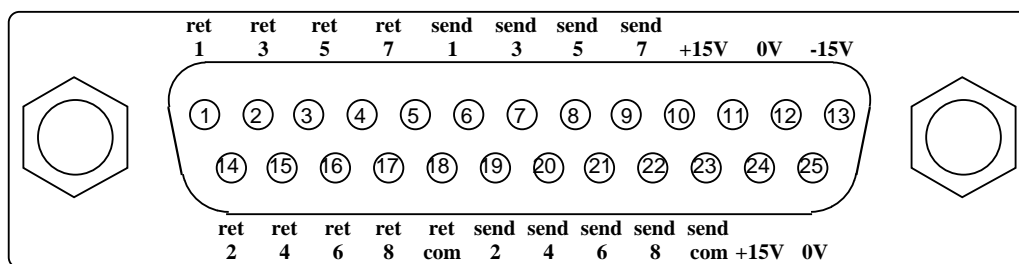 ret ret ret ret send send send send
1 3 5 7 1 3 5 7 +15V 0V -15V
1 2 3 4 5 6 7 8 9 10 11 12 13
14 15 16 17 18 19 20 21 22 23 24 25
ret ret ret ret ret send send send send send
2 4 6 8 com 2 4 6 8 com +15V 0V